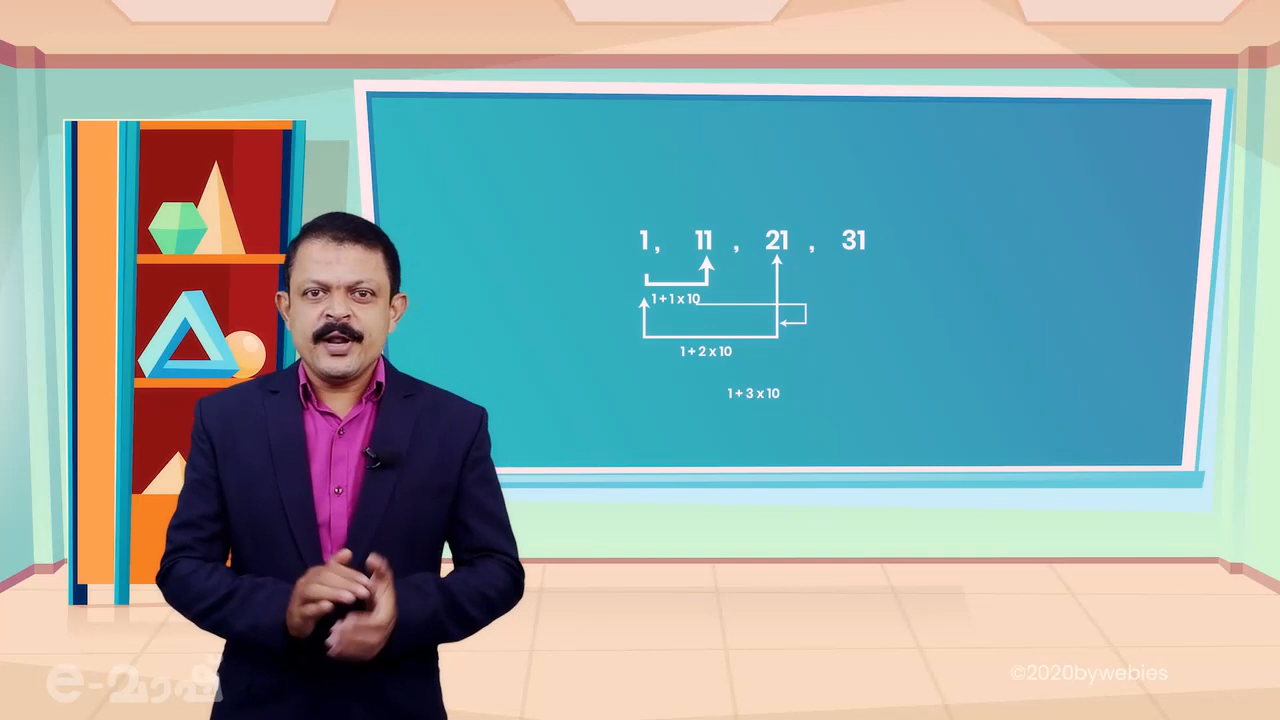 1 , 11 , 21 , 31
1 + 1 x 10
1 + 2 x 10
1 + 3 x 10
e-മാഷ്
©2020bywebies